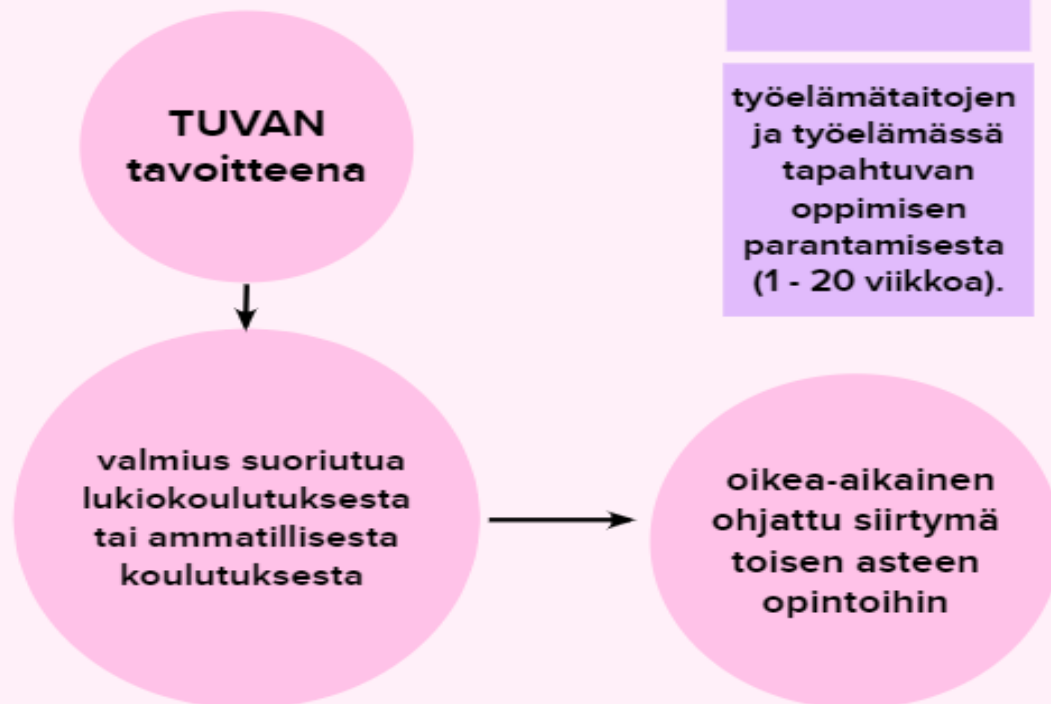 TUVAN
tavoitteena
työelämätaitojen
ja työelämässä
tapahtuvan
oppimisen
parantamisesta
(1 - 20 viikkoa).
valmius suoriutua
lukiokoulutuksesta
tai ammatillisesta
koulutuksesta
oikea-aikainen
ohjattu siirtymä
toisen asteen
opintoihin